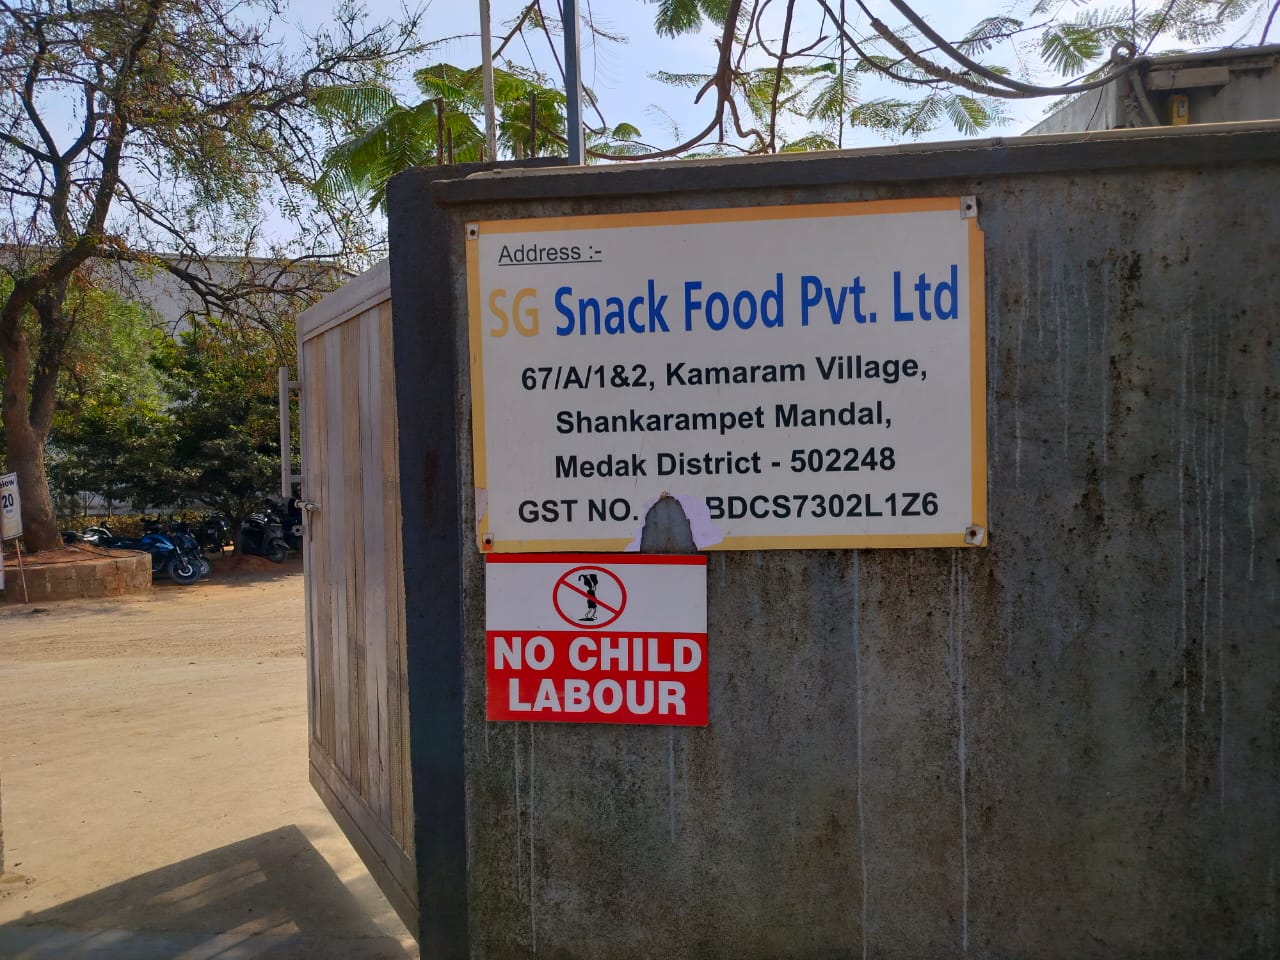 Address :-
SG Snack Food Pvt. Ltd
67/A/1&2, Kamaram Village,
Shankarampet Mandal,
Medak District - 502248
GST NO. BDCS7302L1Z6
NO CHILD
LABOUR
20